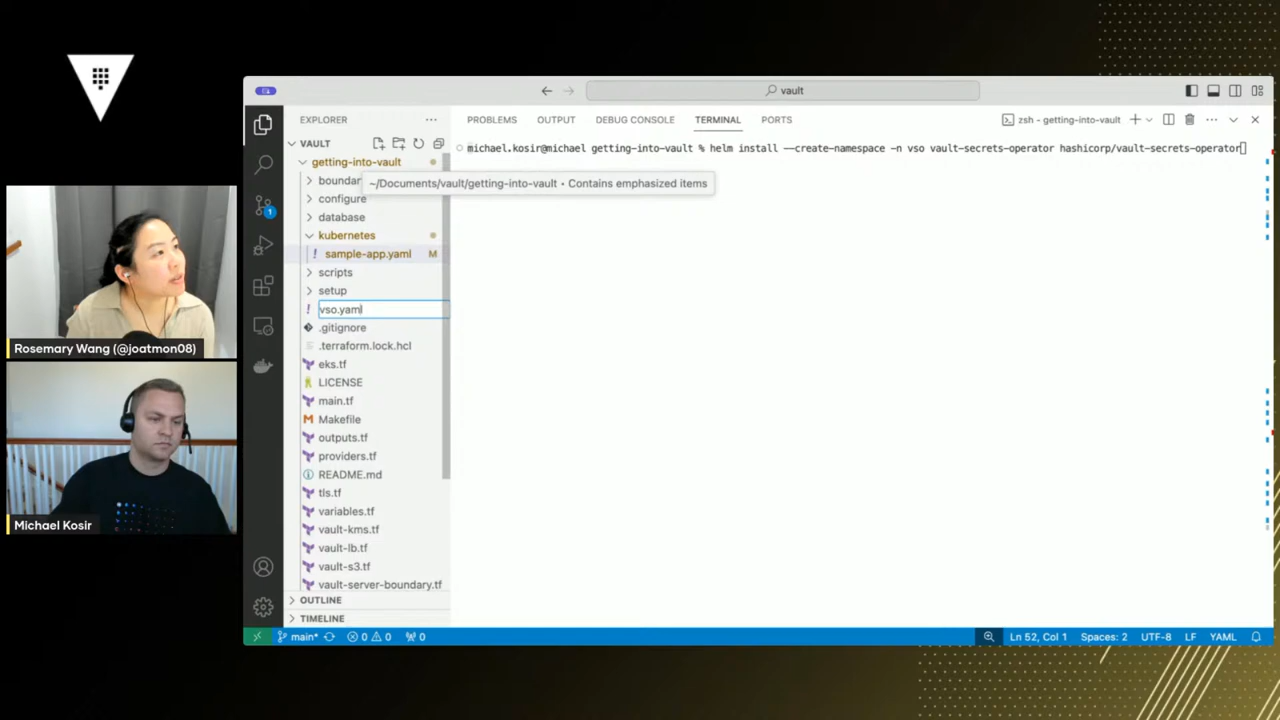 vault
EXPLORER
PROBLEMS OUTPUT DEBUG CONSOLE TERMINAL PORTS
zsh - getting-into-vault
VAULT
michael.kosir@michael getting-into-vault % helm install --create-namespace -n vso vault-secrets-operator hashicorp/vault-secrets-operator
getting-into-vault
boundar
~/Documents/vault/getting-into-vault • Contains emphasized items
configure
database
kubernetes
sample-app.yaml M
scripts
setup
vso.yaml
.gitignore
.terraform.lock.hcl
eks.tf
LICENSE
main.tf
Makefile
outputs.tf
providers.tf
README.md
tls.tf
variables.tf
vault-kms.tf
vault-lb.tf
vault-s3.tf
vault-server-boundary.tf
OUTLINE
TIMELINE
1
main* 0 0 0
Ln 52, Col 1 Spaces: 2 UTF-8 LF YAML
Rosemary Wang (@joatmon08)
Michael Kosir